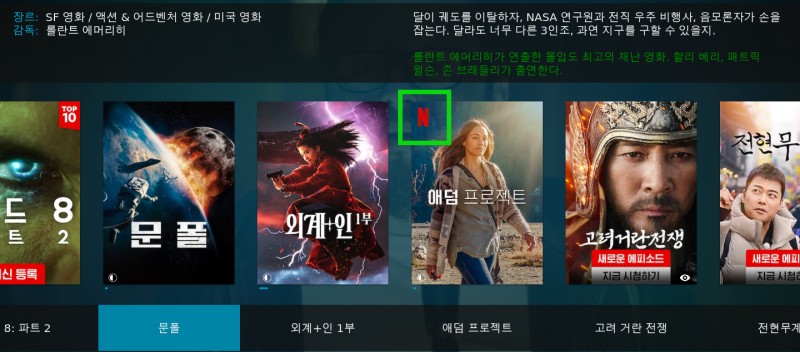 장르: SF 영화 / 액션 & 어드벤처 영화 / 미국 영화
감독: 롤란트 에머리히
달이 궤도를 이탈하자, NASA 연구원과 전직 우주 비행사, 음모론자가 손을
잡는다. 달라도 너무 다른 3인조, 과연 지구를 구할 수 있을지.
롤란트 에머리히가 연출한 몰입도 최고의 재난 영화. 할리 베리, 패트릭
윌슨, 존 브래들리가 출연한다.
TOP
10
드 8
트 2
신 등록
문 폴
외계+인 1부
N
애덤 프로젝트
고려거란전쟁
새로운 에피소드
지금 시청하기
전현무
새로운 에피
지금 시청
8: 파트 2
문폴
외계+인 1부
애덤 프로젝트
고려 거란 전쟁
전현무계